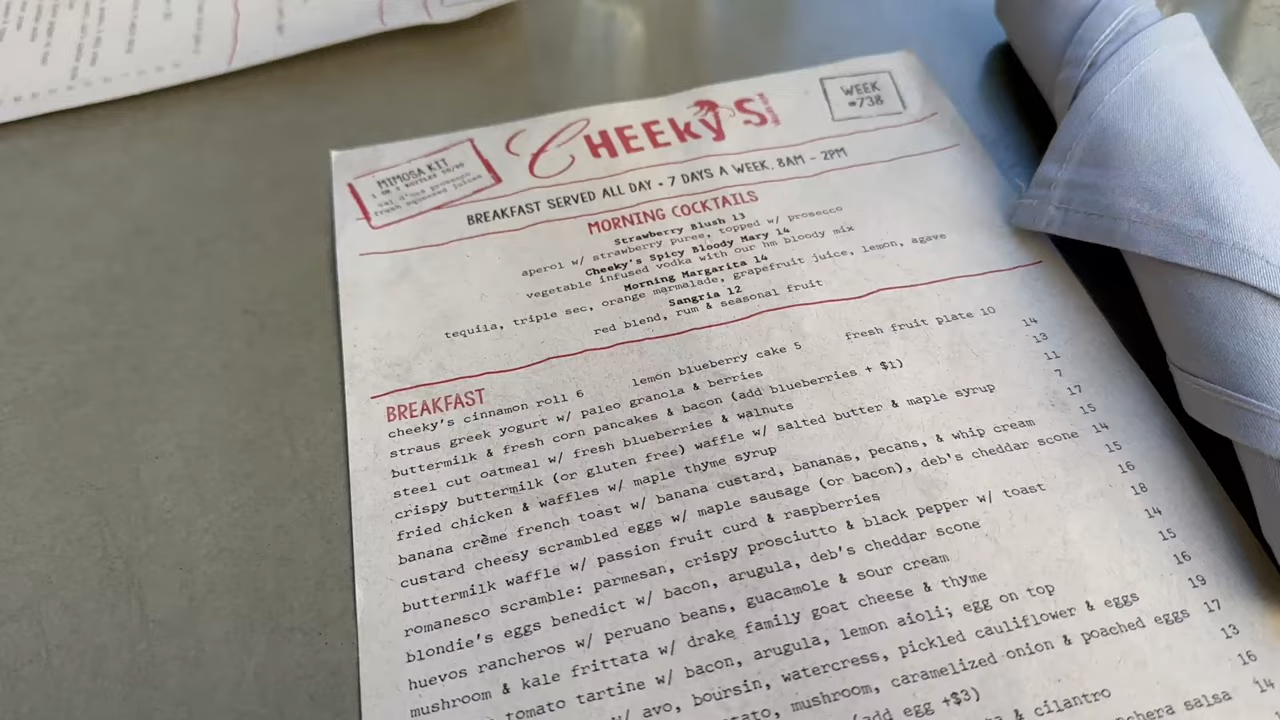 MIMOSA KIT
val d'oca prosecco
fresh squeezed juices
CHEEKY'S
WEEK
#738
BREAKFAST SERVED ALL DAY • 7 DAYS A WEEK, 8AM - 2PM
MORNING COCKTAILS
Strawberry Blush 13
aperol w/ strawberry puree, topped w/ prosecco
Cheeky's Spicy Bloody Mary 14
vegetable infused vodka with our hm bloody mix
Morning Margarita 14
tequila, triple sec, orange marmalade, grapefruit juice, lemon, agave
Sangria 12
red blend, rum & seasonal fruit
BREAKFAST
cheeky's cinnamon roll 6 lemon blueberry cake 5 fresh fruit plate 10
straus greek yogurt w/ paleo granola & berries 14
buttermilk & fresh corn pancakes & bacon (add blueberries + $1) 13
steel cut oatmeal w/ fresh blueberries & walnuts 11
crispy buttermilk (or gluten free) waffle w/ salted butter & maple syrup 7
fried chicken & waffles w/ maple thyme syrup 17
banana crème french toast w/ banana custard, bananas, pecans, & whip cream 15
custard cheesy scrambled eggs w/ maple sausage (or bacon), deb's cheddar scone 14
buttermilk waffle w/ passion fruit curd & raspberries 15
romanesco scramble: parmesan, crispy prosciutto & black pepper w/ toast 16
blondie's eggs benedict w/ bacon, arugula, deb's cheddar scone 18
huevos rancheros w/ peruano beans, guacamole & sour cream 14
mushroom & kale frittata w/ drake family goat cheese & thyme 15
tomato tartine w/ bacon, arugula, lemon aioli; egg on top 16
w/ avo, boursin, watercress, pickled cauliflower & eggs 19
mushroom, caramelized onion & poached eggs 17
(add egg +$3) 13
& cilantro 16
salsa 14